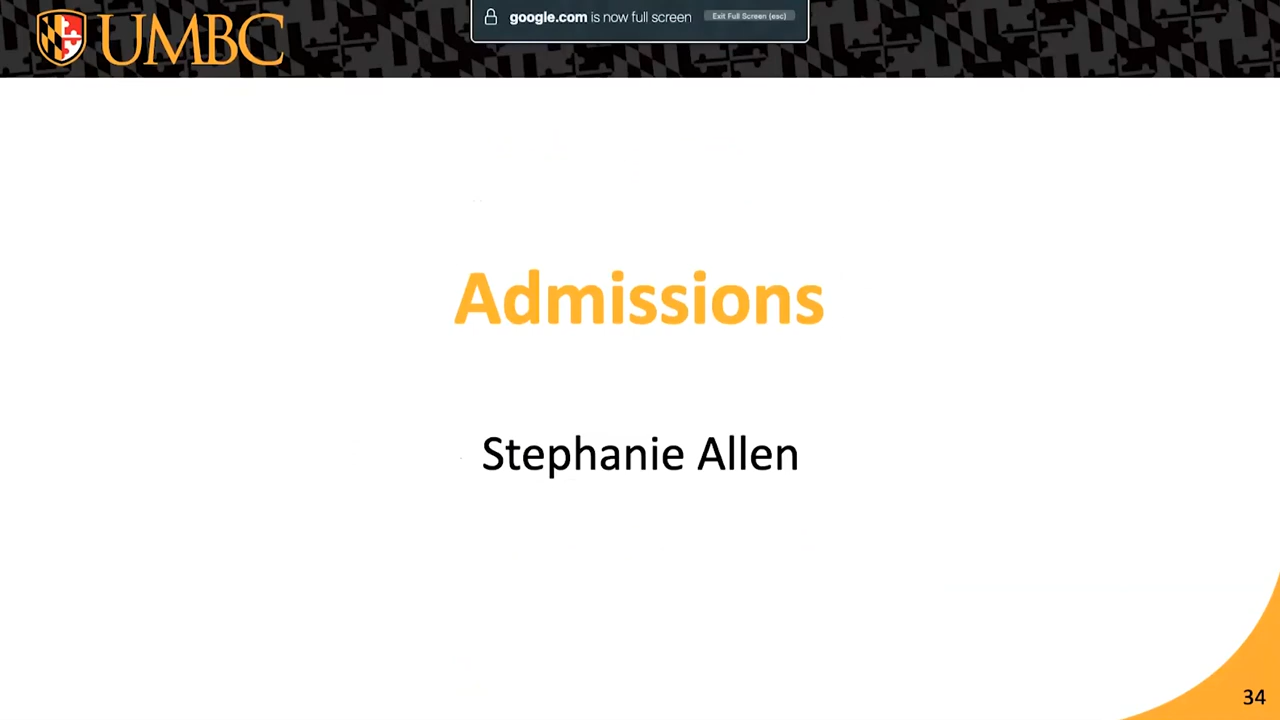 UMBC
google.com is now full screen Exit Full Screen (esc)
Admissions
Stephanie Allen
34